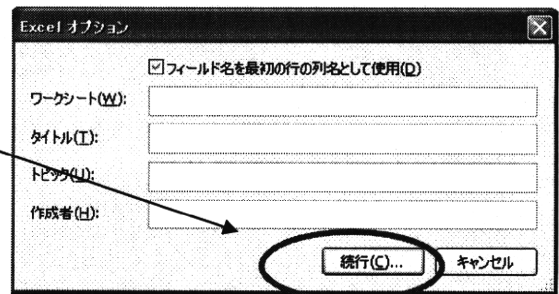 Excel オプション
フィールド名を最初の行の列名として使用(D)
ワークシート(W):
タイトル(T):
トピック(U):
作成者(H):
続行(C)...
キャンセル